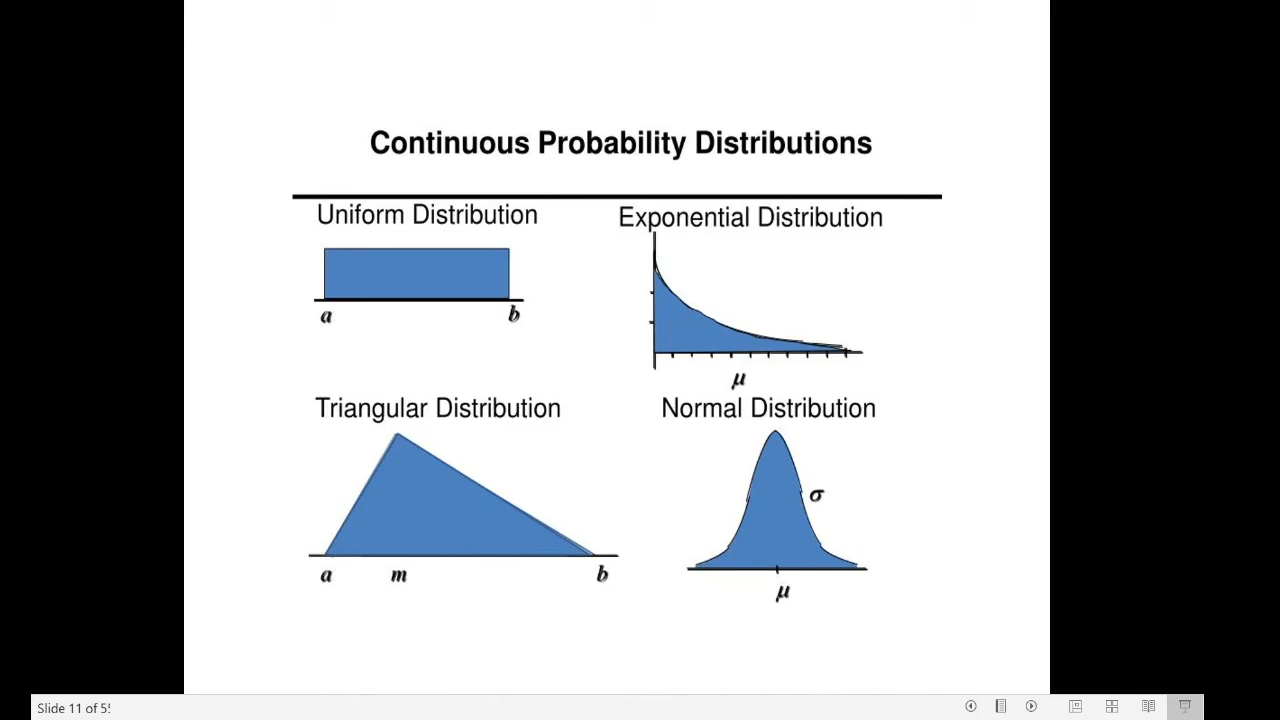 Continuous Probability Distributions
Uniform Distribution
a b
Exponential Distribution
μ
Triangular Distribution
a m b
Normal Distribution
σ
μ
Slide 11 of 5